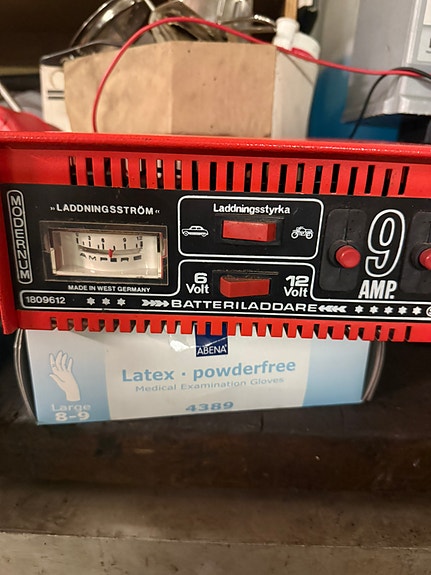 MODERNUM
» LADDNINGSSTRÖM «
AMPERE
MADE IN WEST GERMANY
1809612
Laddningsstyrka
6 Volt
12 Volt
BATTERILADDARE
9
AMP.
ABENA
Latex · powderfree
Medical Examination Gloves
Large
8-9
4389